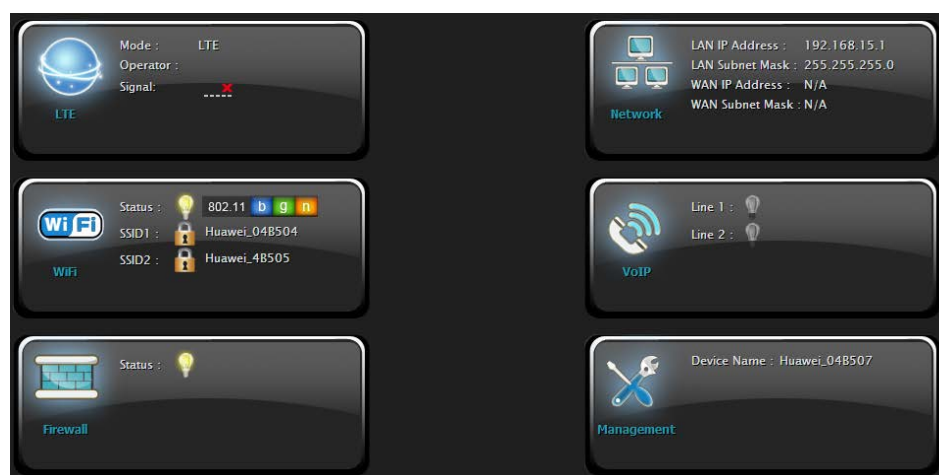 Mode : LTE
Operator :
Signal:
LTE
LAN IP Address : 192.168.15.1
LAN Subnet Mask : 255.255.255.0
WAN IP Address : N/A
WAN Subnet Mask : N/A
Network
Status : 802.11 b g n
SSID1 : Huawei_04B504
SSID2 : Huawei_4B505
Wi Fi
WiFi
Line 1 :
Line 2 :
VoIP
Status :
Firewall
Device Name : Huawei_04B507
Management